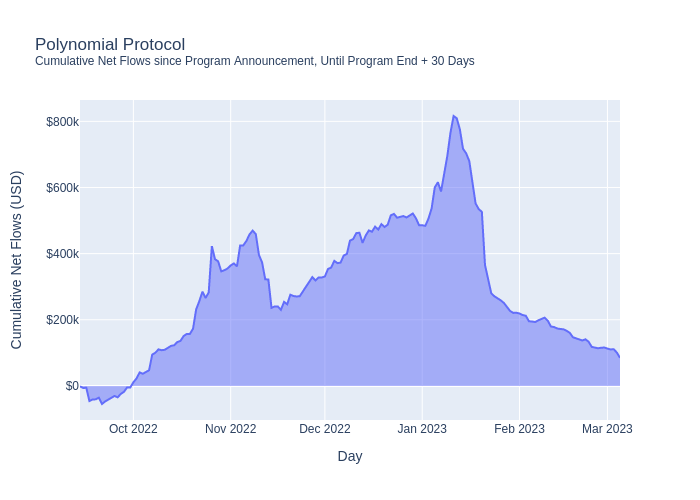 Polynomial Protocol
Cumulative Net Flows since Program Announcement, Until Program End + 30 Days
Cumulative Net Flows (USD)
$800k
$600k
$400k
$200k
$0
Oct 2022
Nov 2022
Dec 2022
Jan 2023
Feb 2023
Mar 2023
Day